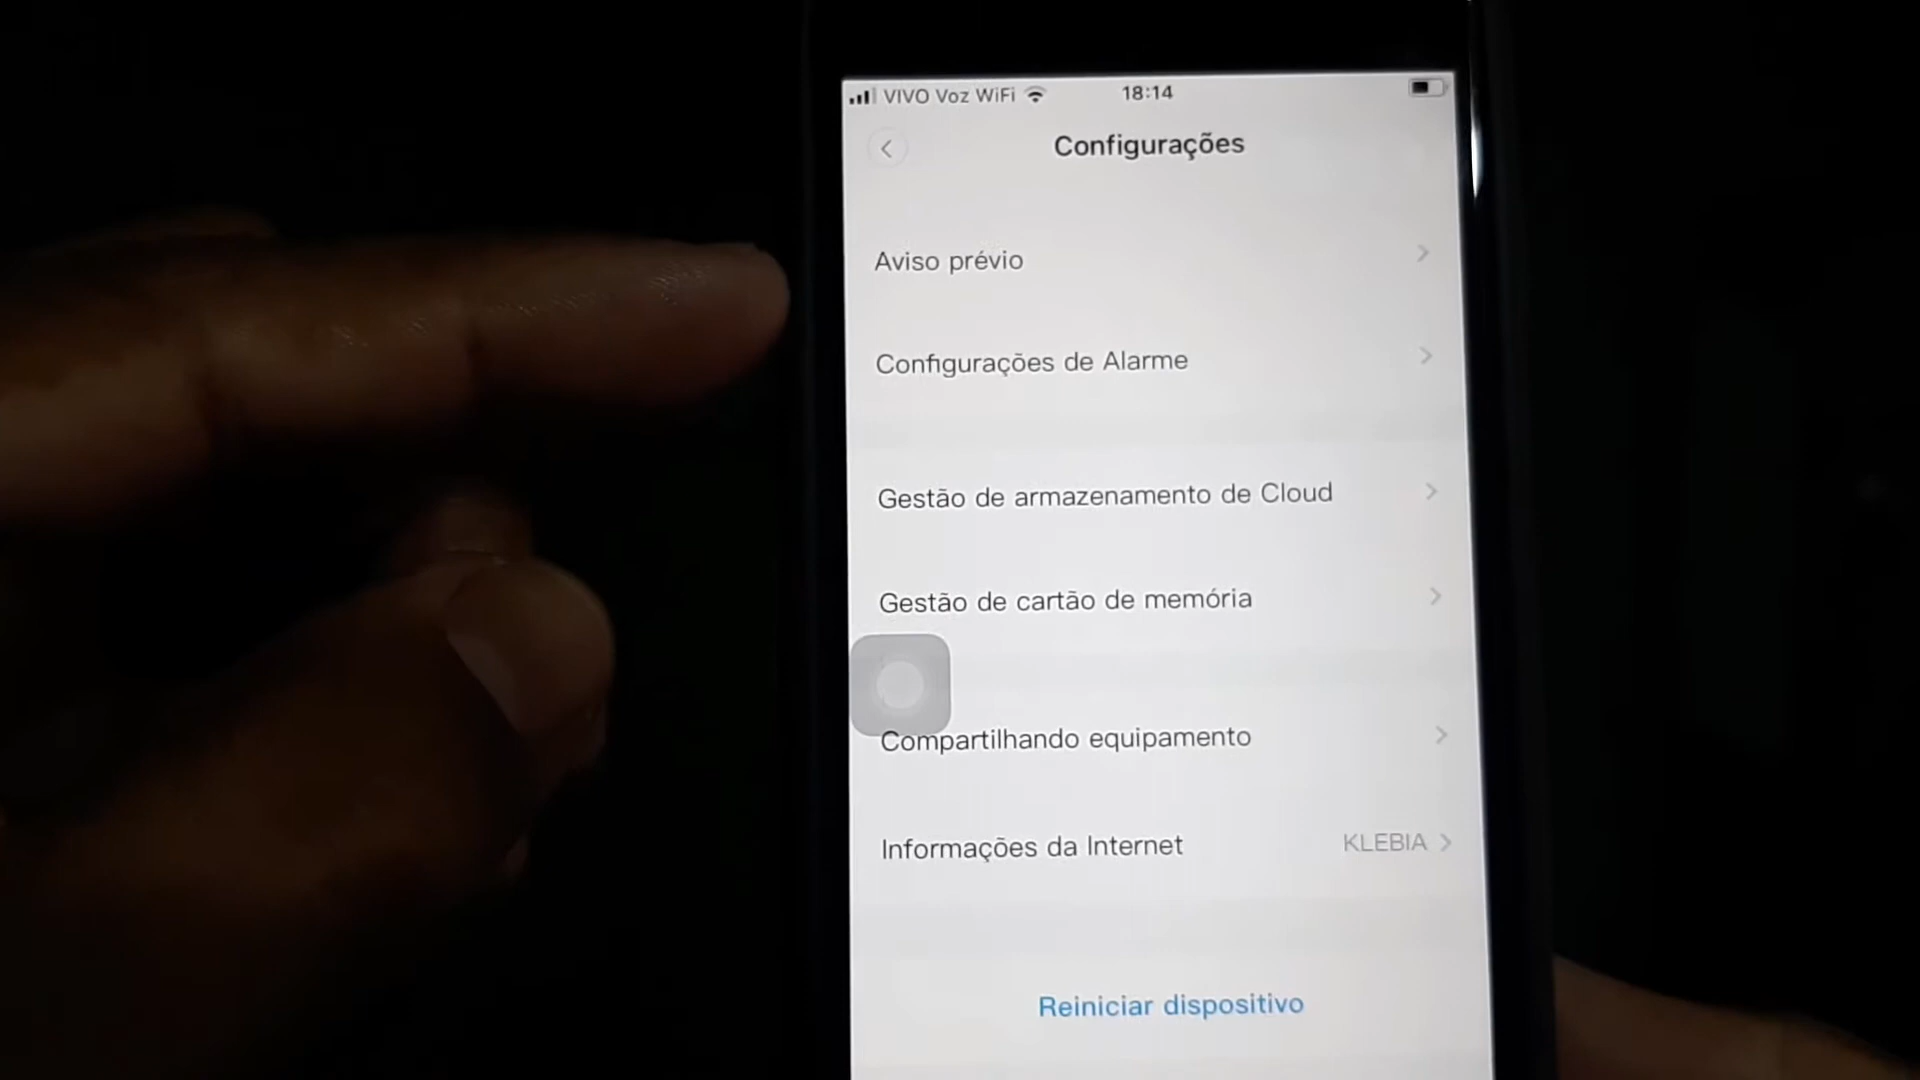 VIVO Voz WiFi 18:14
Configurações
Aviso prévio
Configurações de Alarme
Gestão de armazenamento de Cloud
Gestão de cartão de memória
Compartilhando equipamento
Informações da Internet KLEBIA
Reiniciar dispositivo